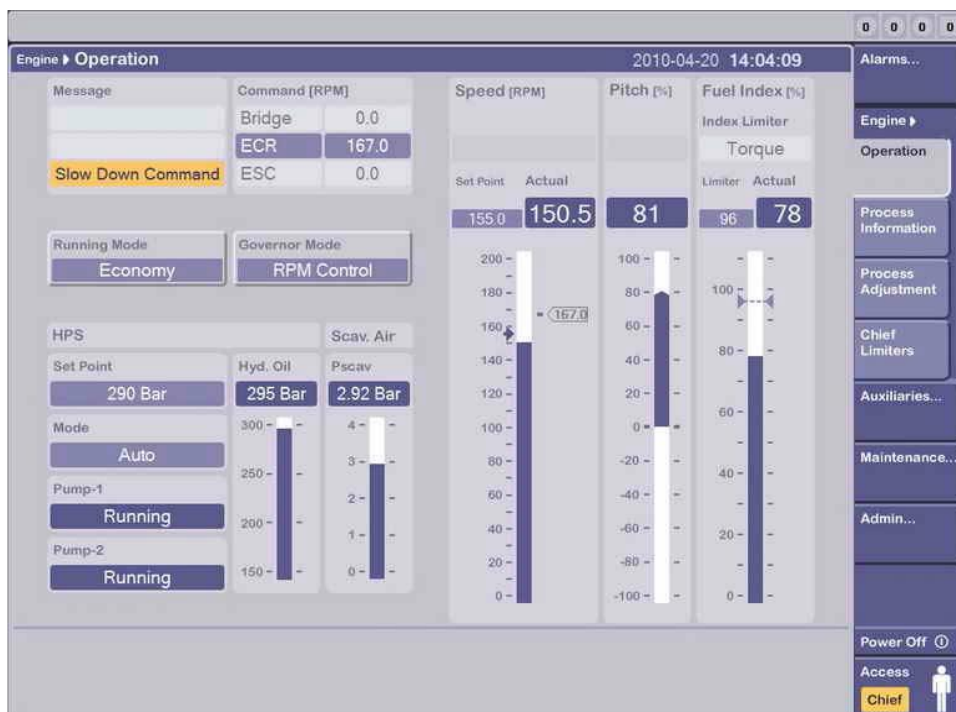 0 0 0 0
Engine Operation
2010-04-20 14:04:09
Message
Slow Down Command
Command [RPM]
Bridge 0.0
ECR 167.0
ESC 0.0
Running Mode
Economy
Governor Mode
RPM Control
HPS
Scav. Air
Set Point
290 Bar
Mode
Auto
Pump-1
Running
Pump-2
Running
Hyd. Oil
295 Bar
300
250
200
150
Pscav
2.92 Bar
4
3
2
1
0
Speed [RPM]
Set Point Actual
155.0 150.5
200
180
167.0
160
140
120
100
80
60
40
20
0
Pitch [%]
81
100
80
60
40
20
0
-20
-40
-60
-80
-100
Fuel Index [%]
Index Limiter
Torque
Limiter Actual
96 78
100
80
60
40
20
0
Alarms...
Engine
Operation
Process
Information
Process
Adjustment
Chief
Limiters
Auxiliaries...
Maintenance...
Admin...
Power Off
Access
Chief